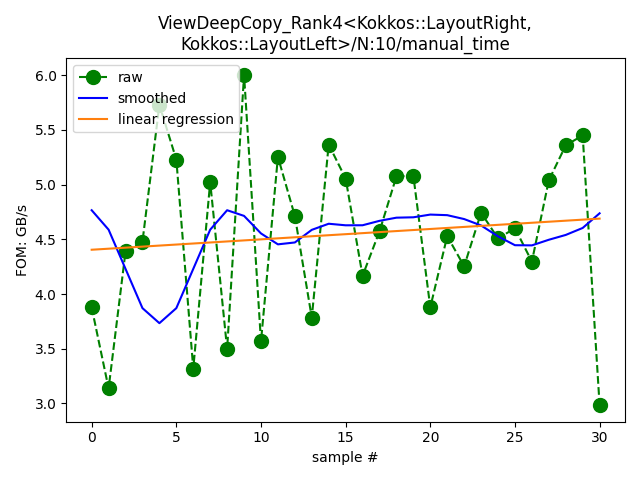 ViewDeepCopy_Rank4<Kokkos::LayoutRight,
Kokkos::LayoutLeft>/N:10/manual_time
raw
smoothed
linear regression
FOM: GB/s
6.0
5.5
5.0
4.5
4.0
3.5
3.0
0 5 10 15 20 25 30
sample #